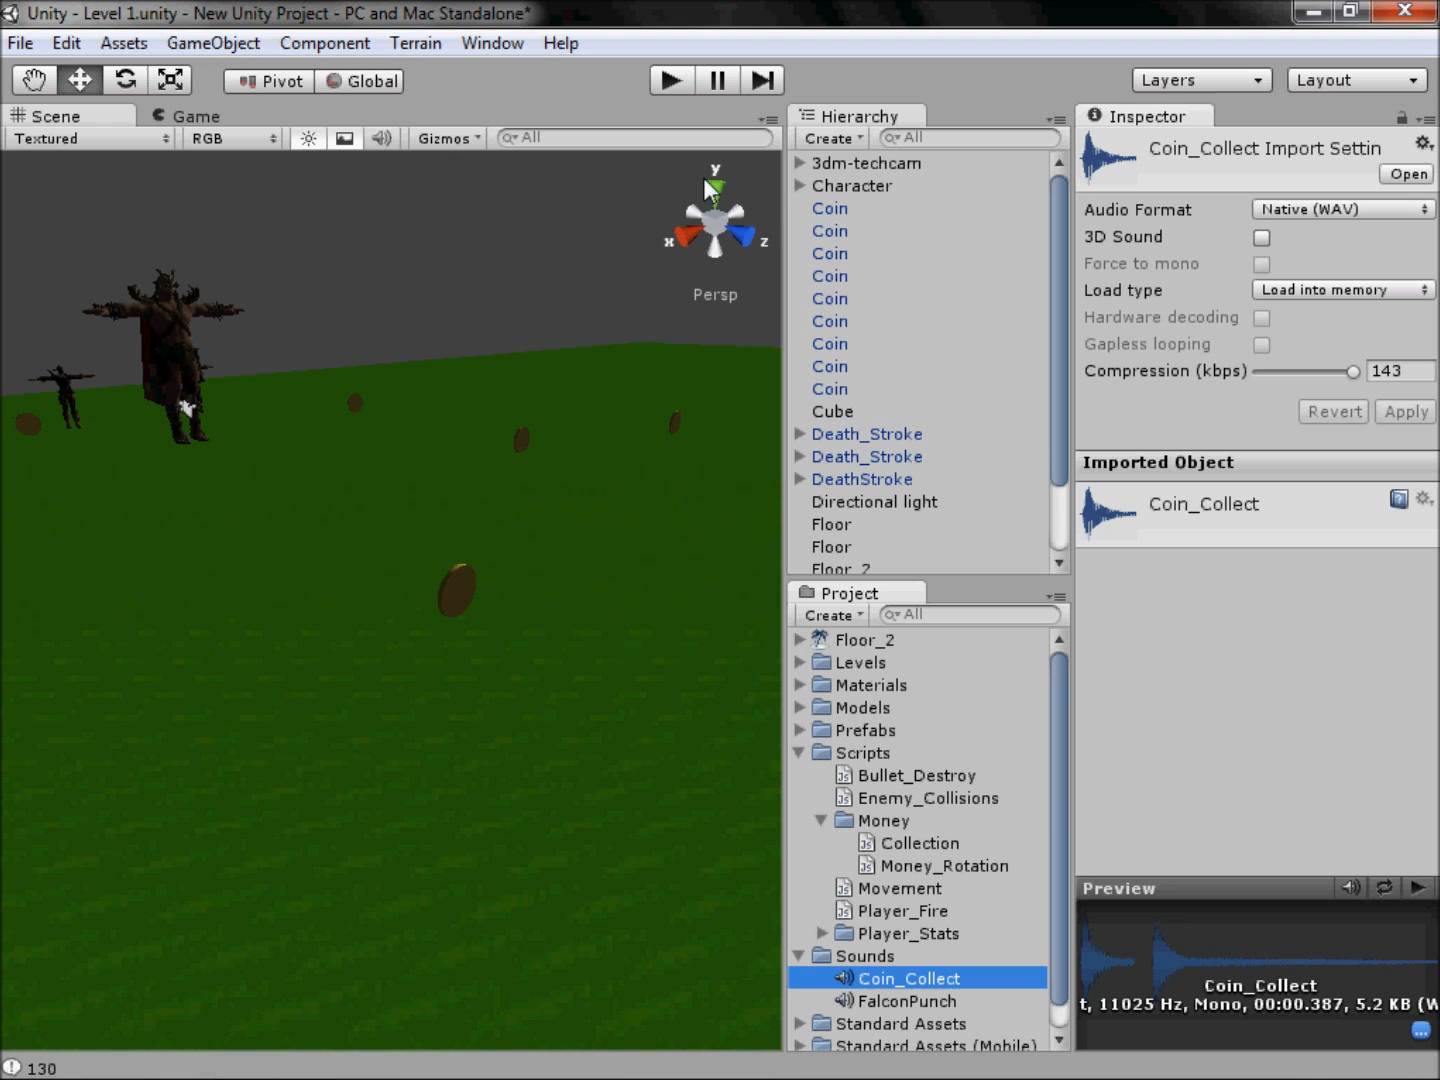 Unity - Level 1.unity - New Unity Project - PC and Mac Standalone*
File Edit Assets GameObject Component Terrain Window Help
Pivot Global Layers Layout
Scene Game
Textured RGB Gizmos All
y
x z
Persp
Hierarchy
Create All
3dm-techcam
Character
Coin
Coin
Coin
Coin
Coin
Coin
Coin
Coin
Coin
Cube
Death_Stroke
Death_Stroke
DeathStroke
Directional light
Floor
Floor
Floor_2
Project
Create All
Floor_2
Levels
Materials
Models
Prefabs
Scripts
Bullet_Destroy
Enemy_Collisions
Money
Collection
Money_Rotation
Movement
Player_Fire
Player_Stats
Sounds
Coin_Collect
FalconPunch
Standard Assets
Standard Assets (Mobile)
Inspector
Coin_Collect Import Settin
Open
Audio Format Native (WAV)
3D Sound
Force to mono
Load type Load into memory
Hardware decoding
Gapless looping
Compression (kbps) 143
Revert Apply
Imported Object
Coin_Collect
Preview
Coin_Collect
t, 11025 Hz, Mono, 00:00.387, 5.2 KB (W
130